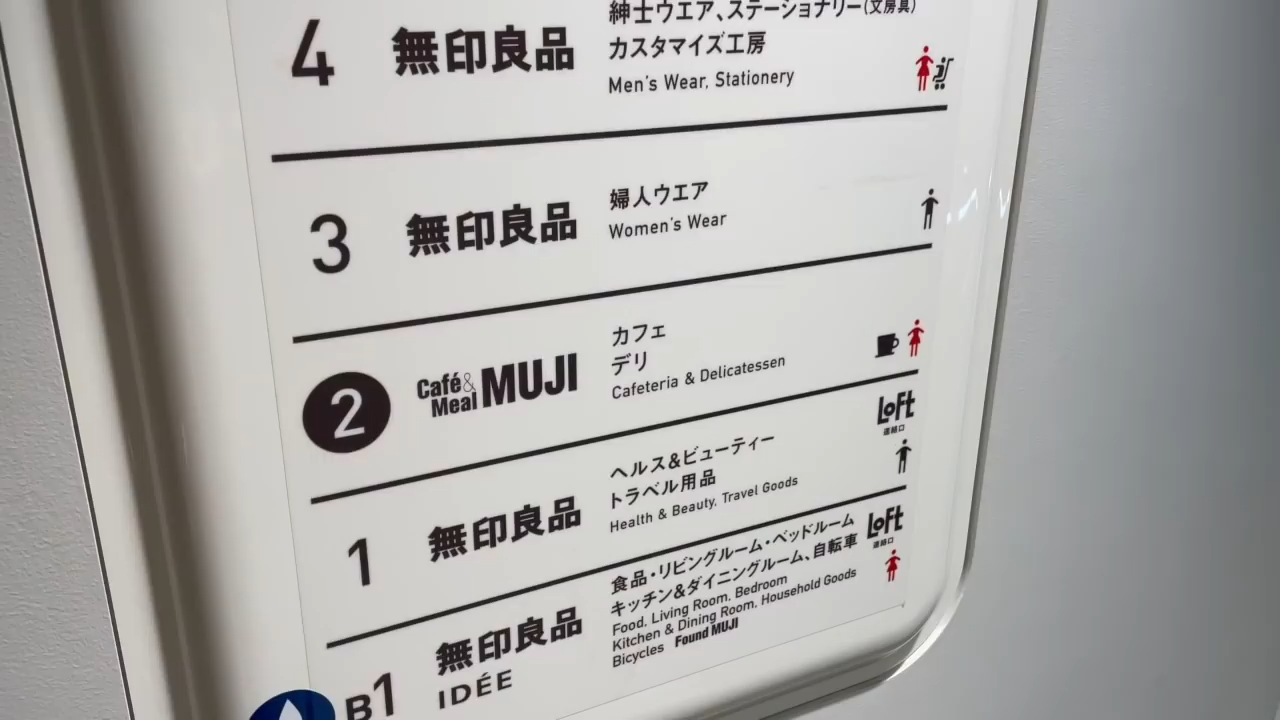 4 無印良品
紳士ウエア、ステーショナリー(文房具)
カスタマイズ工房
Men's Wear, Stationery
3 無印良品
婦人ウエア
Women's Wear
2 Café & Meal MUJI
カフェ
デリ
Cafeteria & Delicatessen
1 無印良品
ヘルス&ビューティー
トラベル用品
Health & Beauty, Travel Goods
LoFt
連絡口
B1 無印良品
IDÉE
食品・リビングルーム・ベッドルーム
キッチン&ダイニングルーム、自転車
Food, Living Room, Bedroom
Kitchen & Dining Room, Household Goods
Bicycles Found MUJI
LoFt
連絡口